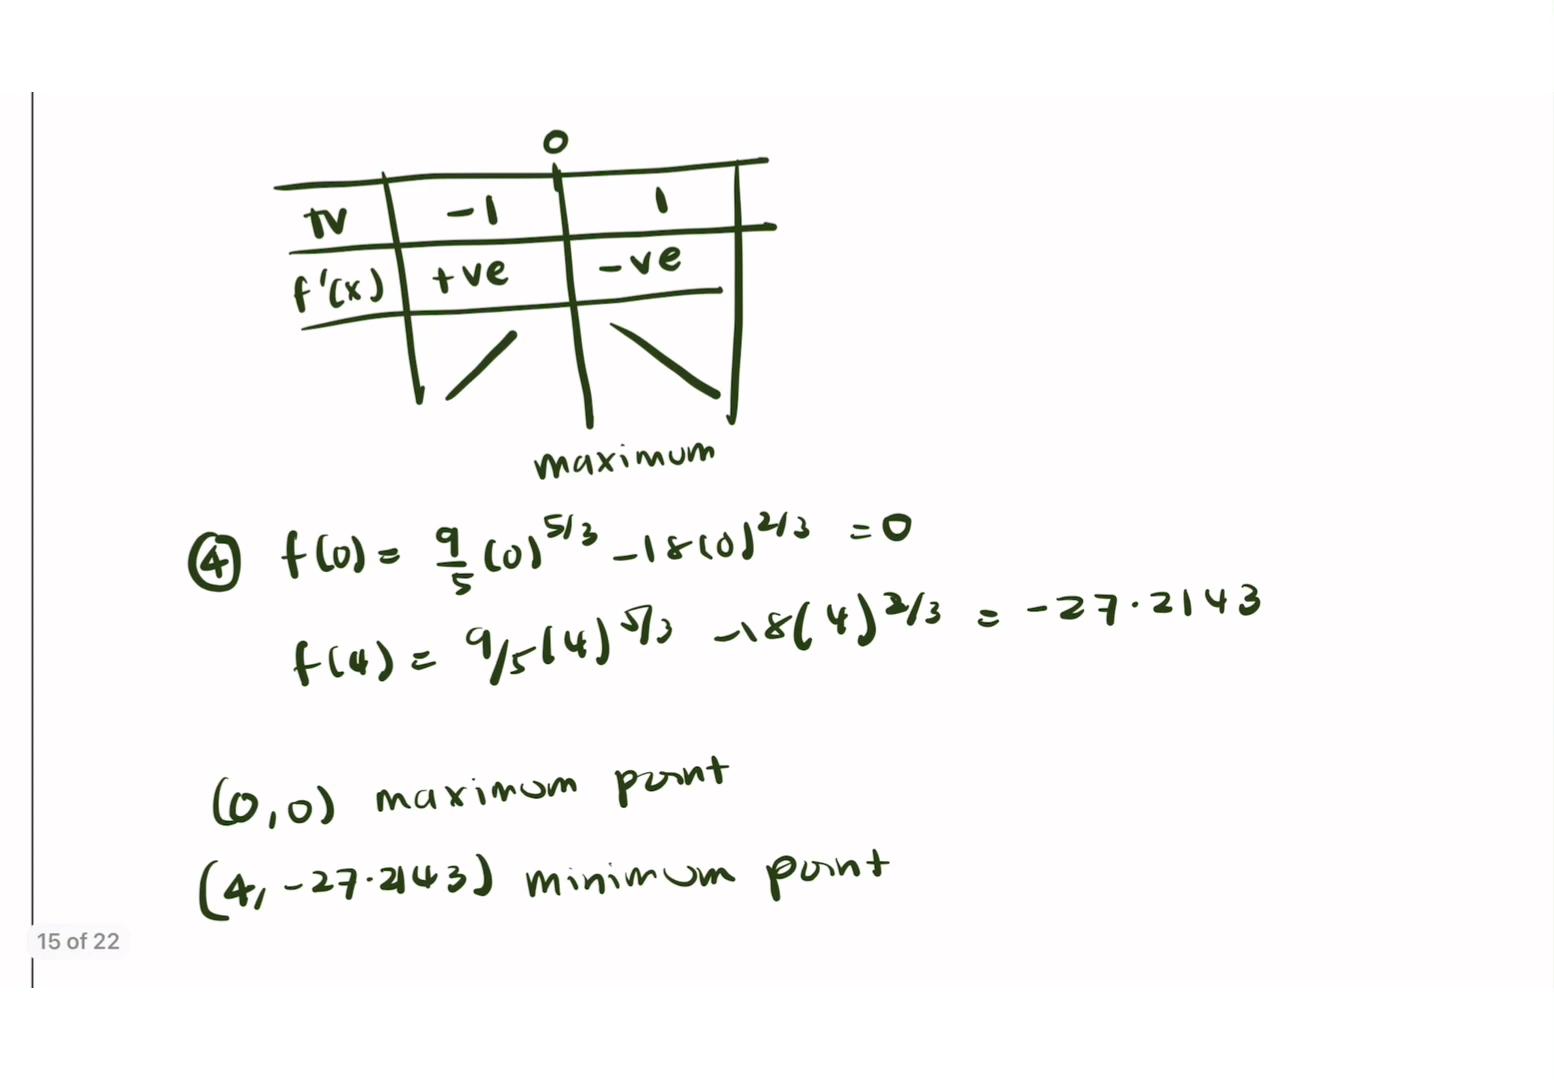 0
TV -1 1
f'(x) +ve -ve
maximum
④ f(0) = 9/5 (0)^5/3 - 18(0)^2/3 = 0
f(4) = 9/5(4)^5/3 - 18(4)^2/3 = -27.2143
(0,0) maximum point
(4, -27.2143) minimum point
15 of 22